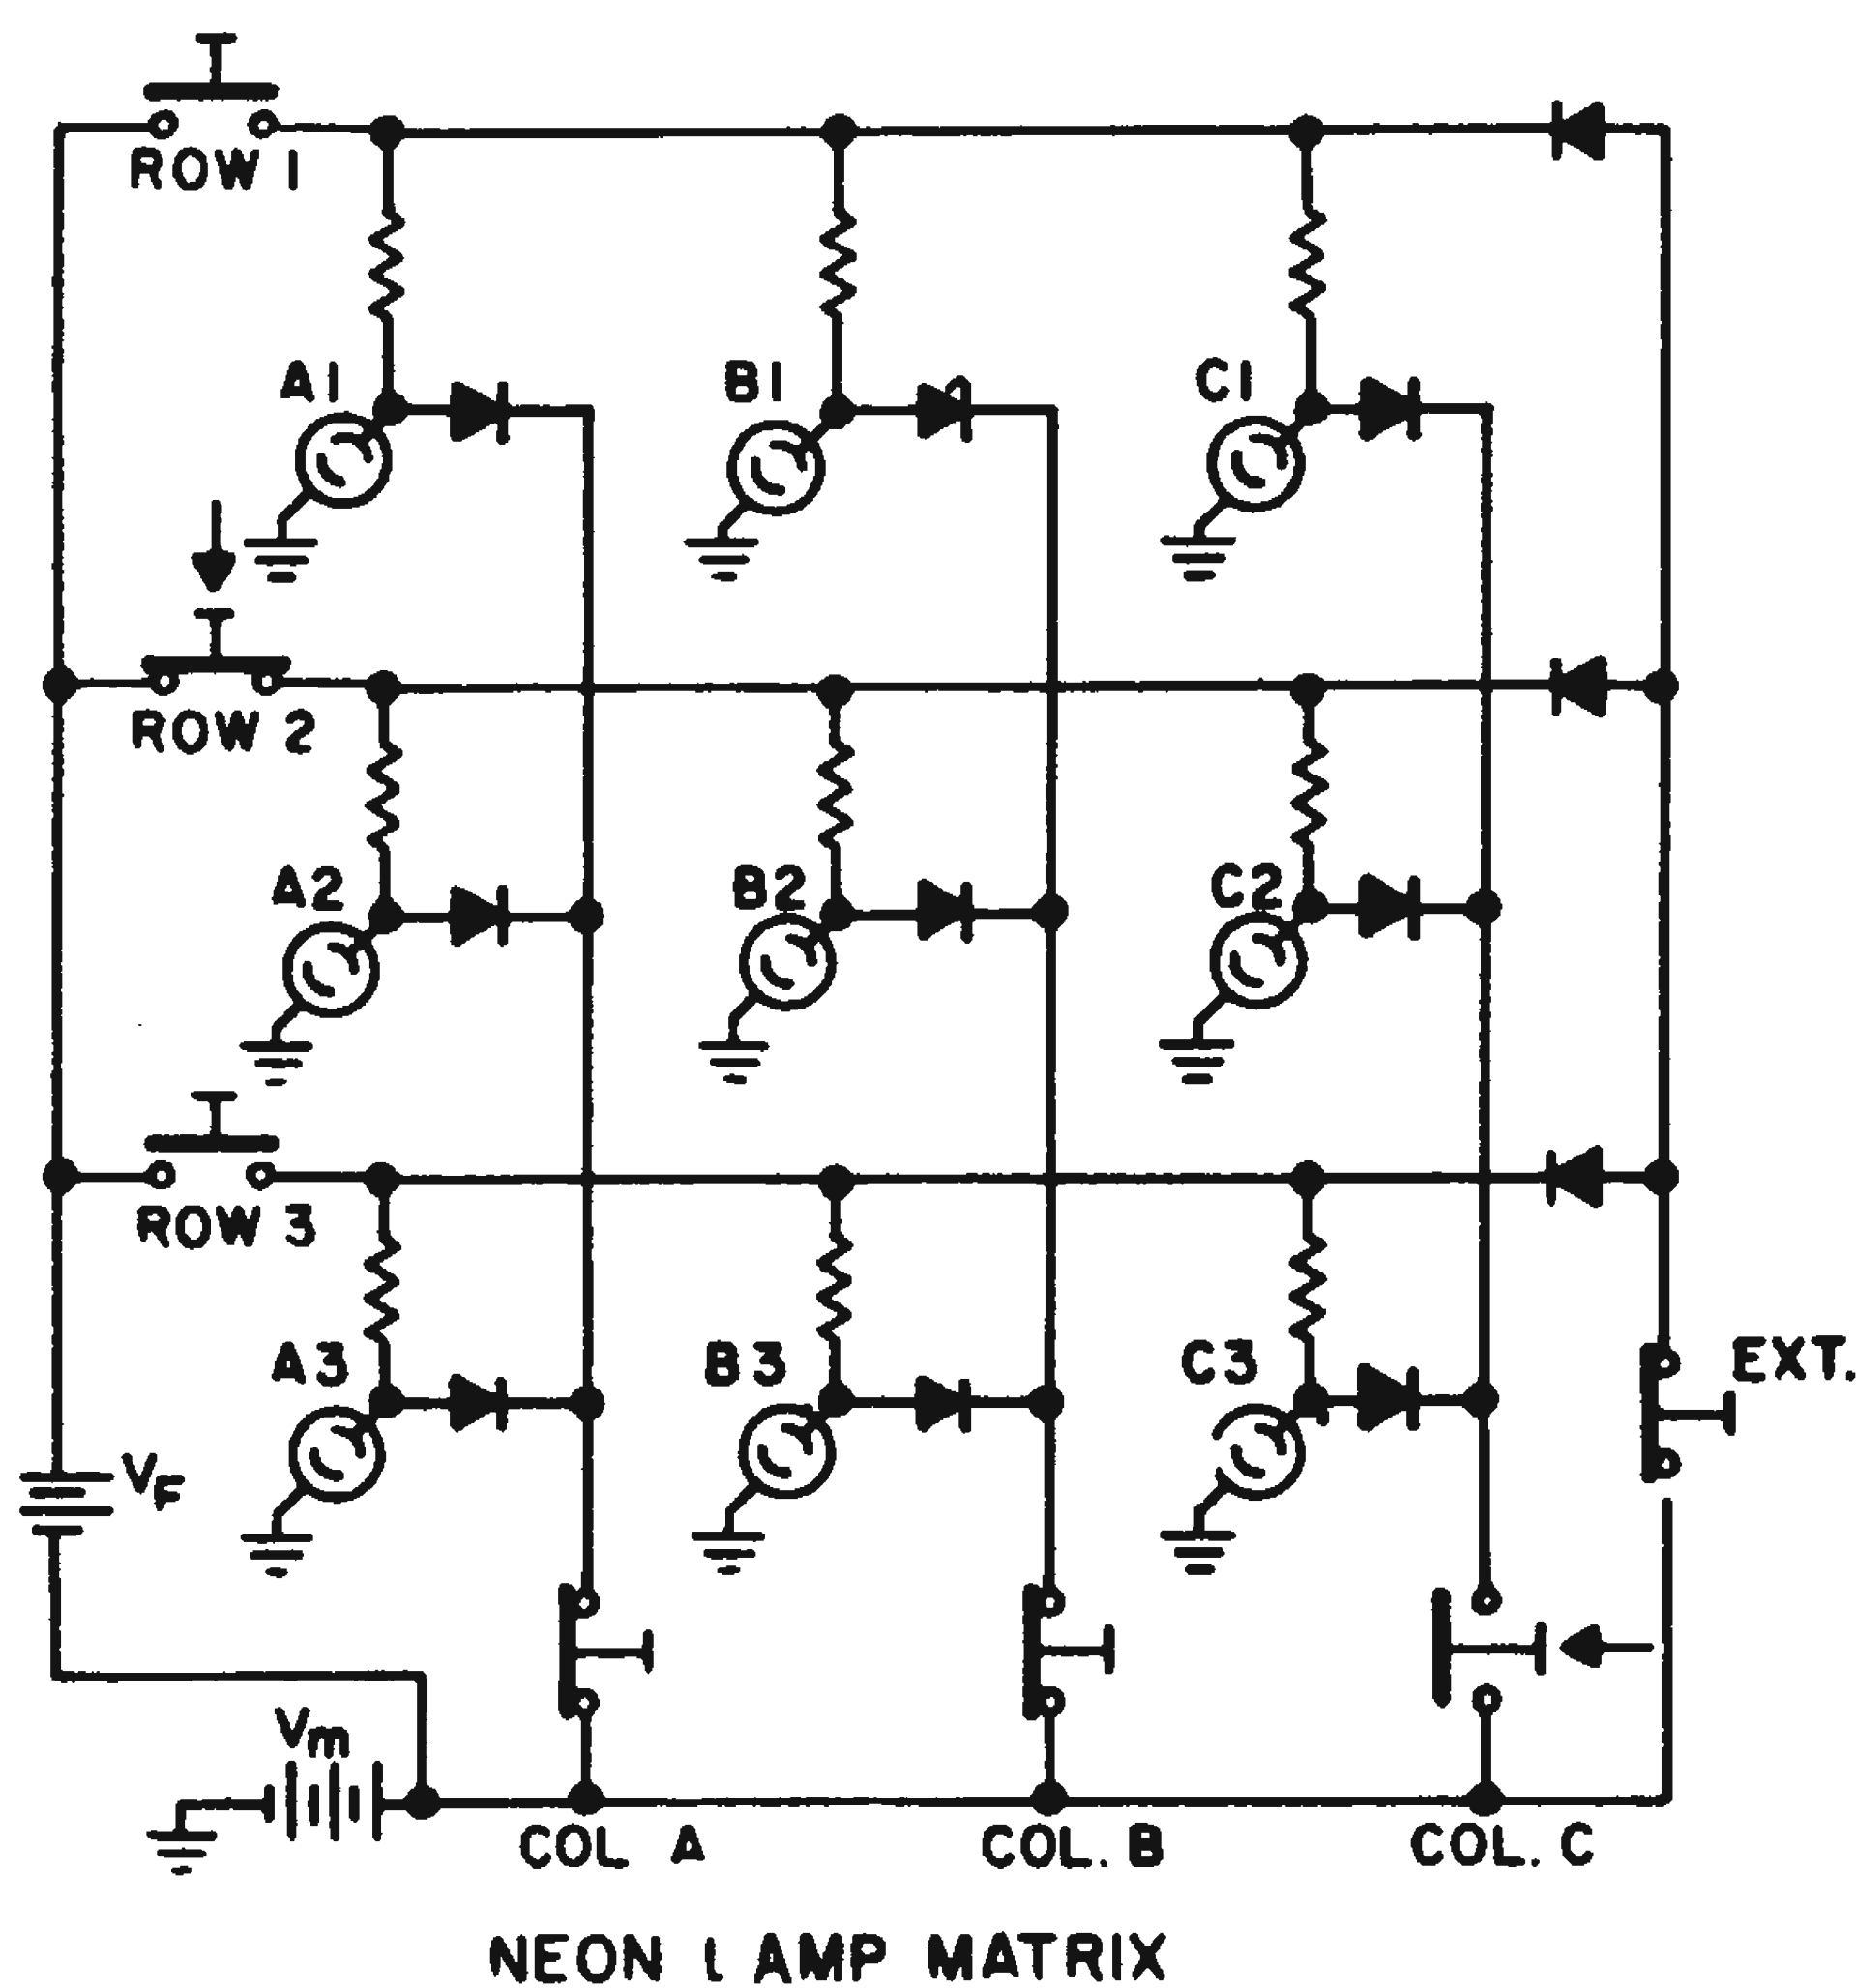 ROW 1
A1 B1 C1
ROW 2
A2 B2 C2
ROW 3
A3 B3 C3
EXT.
VF
Vm
COL A COL. B COL. C
NEON LAMP MATRIX